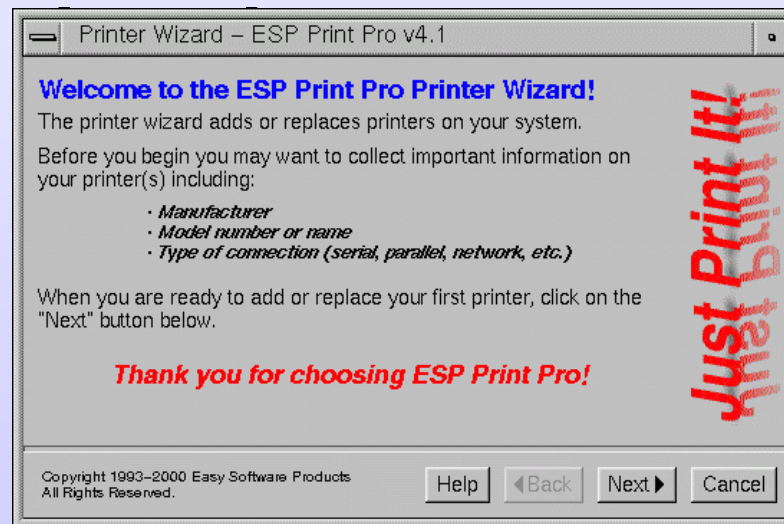 Printer Wizard – ESP Print Pro v4.1
Welcome to the ESP Print Pro Printer Wizard!
The printer wizard adds or replaces printers on your system.
Before you begin you may want to collect important information on
your printer(s) including:
· Manufacturer
· Model number or name
· Type of connection (serial, parallel, network, etc.)
When you are ready to add or replace your first printer, click on the
"Next" button below.
Thank you for choosing ESP Print Pro!
Just Print It!
Copyright 1993–2000 Easy Software Products
All Rights Reserved.
Help
Back
Next
Cancel